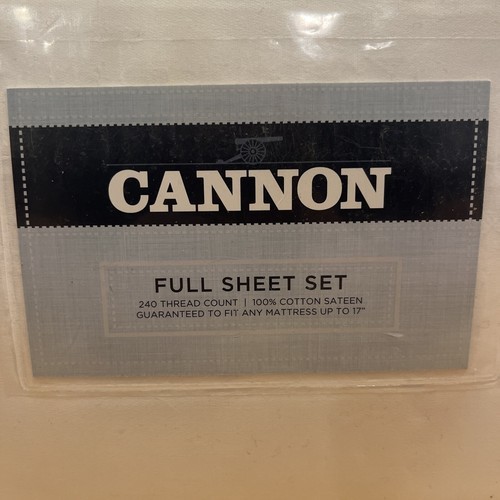 CANNON
FULL SHEET SET
240 THREAD COUNT | 100% COTTON SATEEN
GUARANTEED TO FIT ANY MATTRESS UP TO 17"